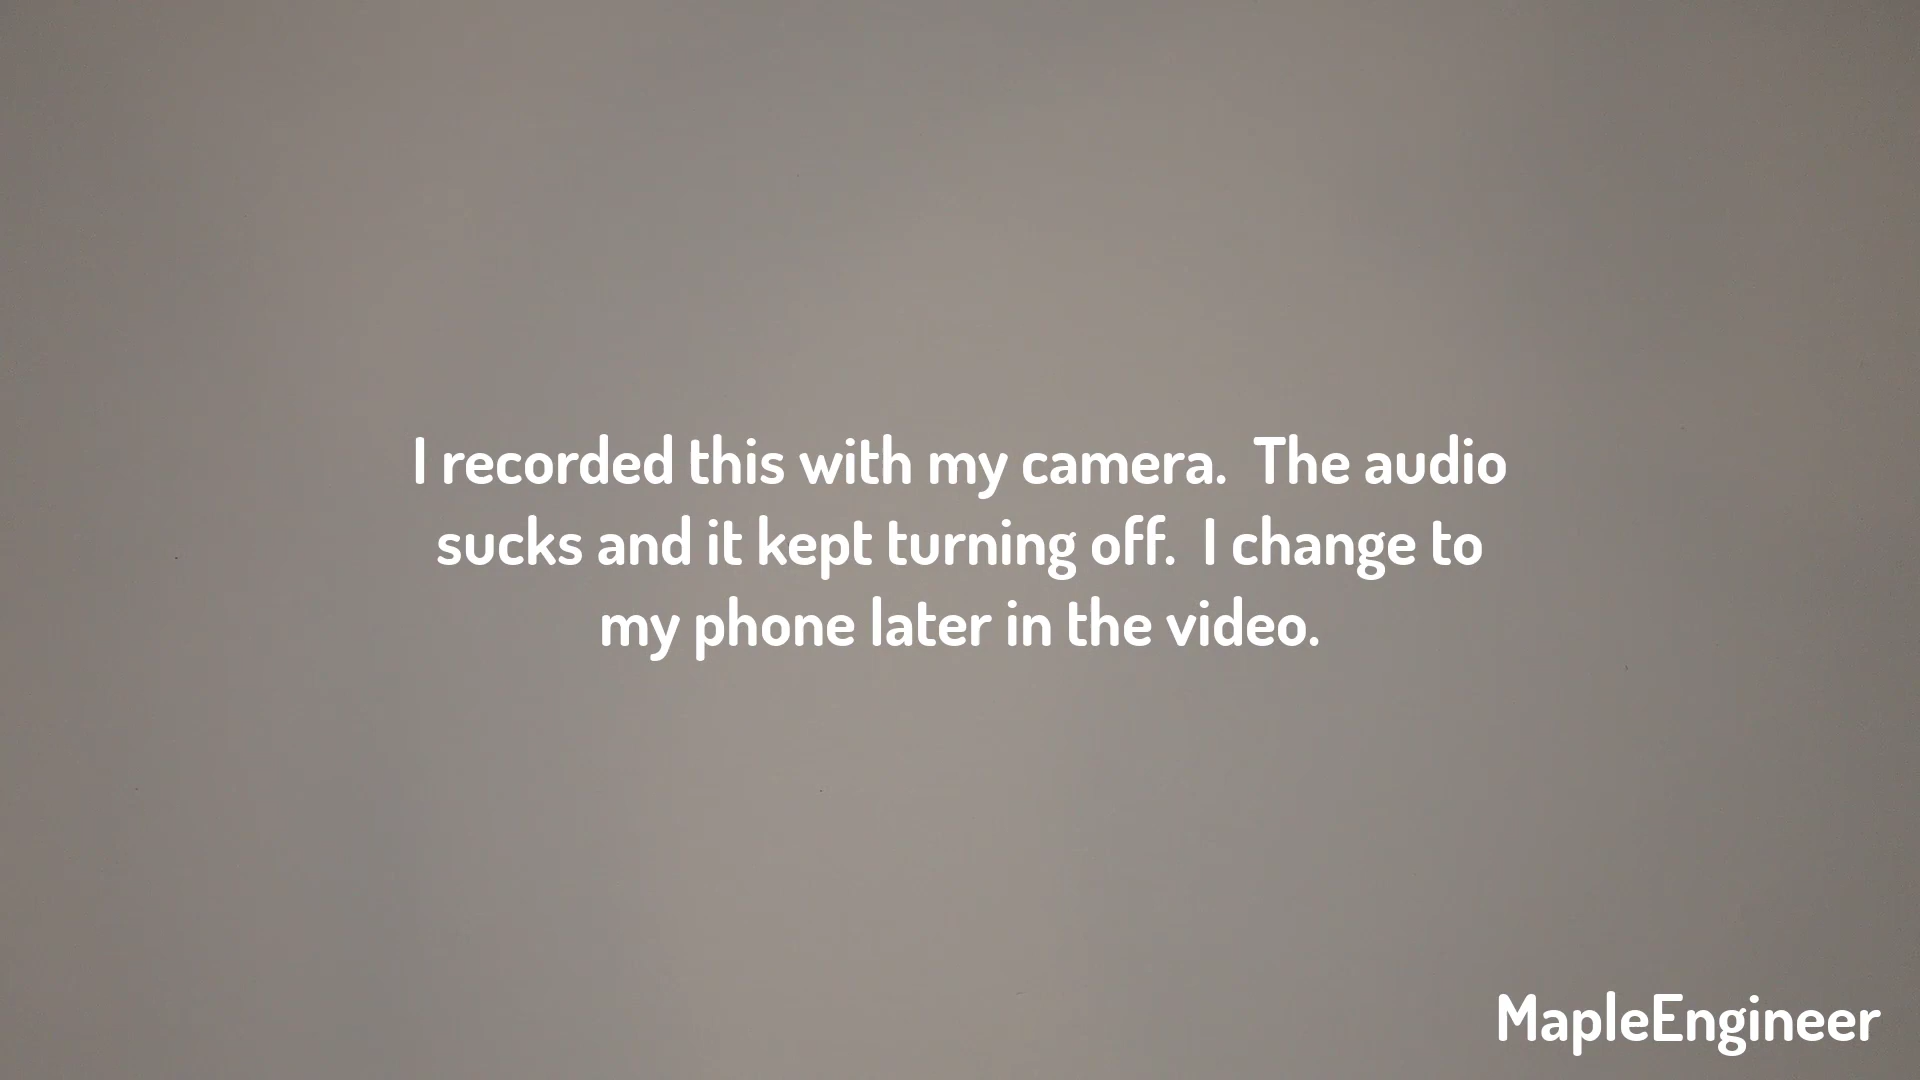 I recorded this with my camera.  The audio
sucks and it kept turning off.  I change to
my phone later in the video.
MapleEngineer